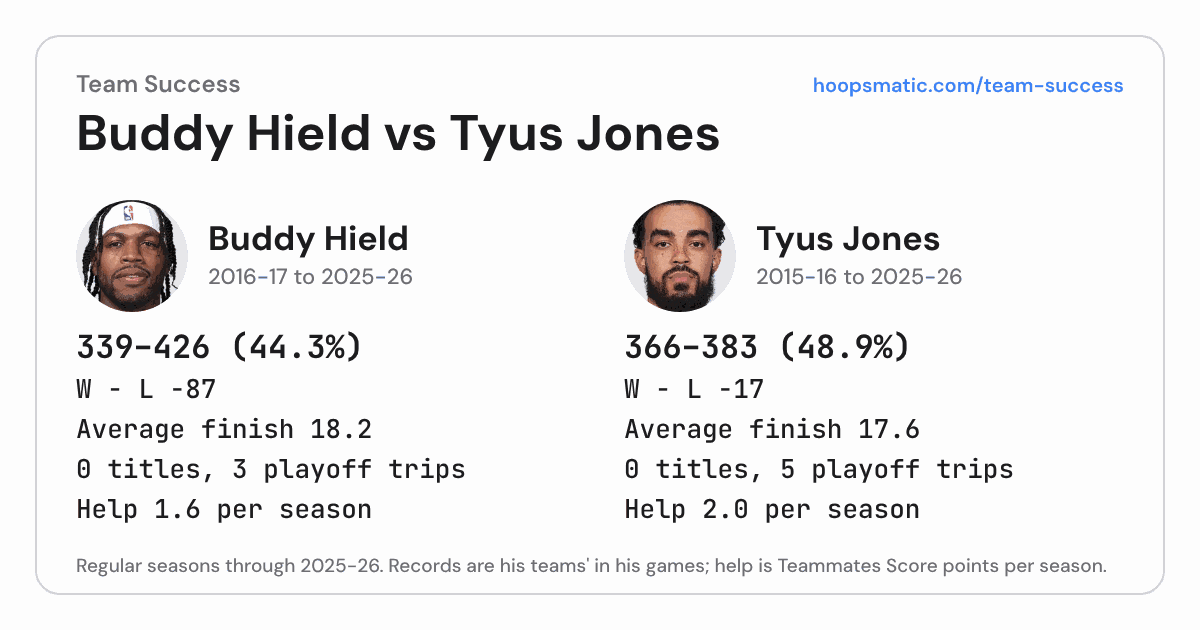 Team Success
hoopsmatic.com/team-success
Buddy Hield vs Tyus Jones
Buddy Hield
2016-17 to 2025-26
339-426 (44.3%)
W - L -87
Average finish 18.2
0 titles, 3 playoff trips
Help 1.6 per season
Tyus Jones
2015-16 to 2025-26
366-383 (48.9%)
W - L -17
Average finish 17.6
0 titles, 5 playoff trips
Help 2.0 per season
Regular seasons through 2025-26. Records are his teams' in his games; help is Teammates Score points per season.